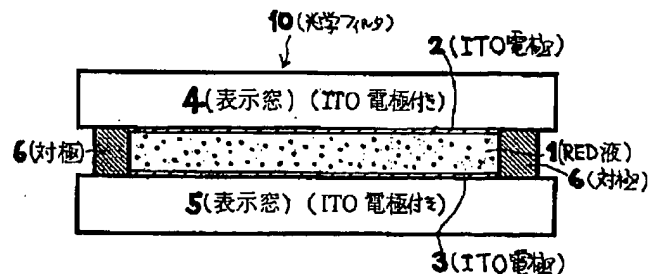 10(光学フィルタ)
2(ITO電極)
4(表示窓)(ITO電極付き)
6(対極)
1(RED液)
6(対極)
5(表示窓)(ITO電極付き)
3(ITO電極)